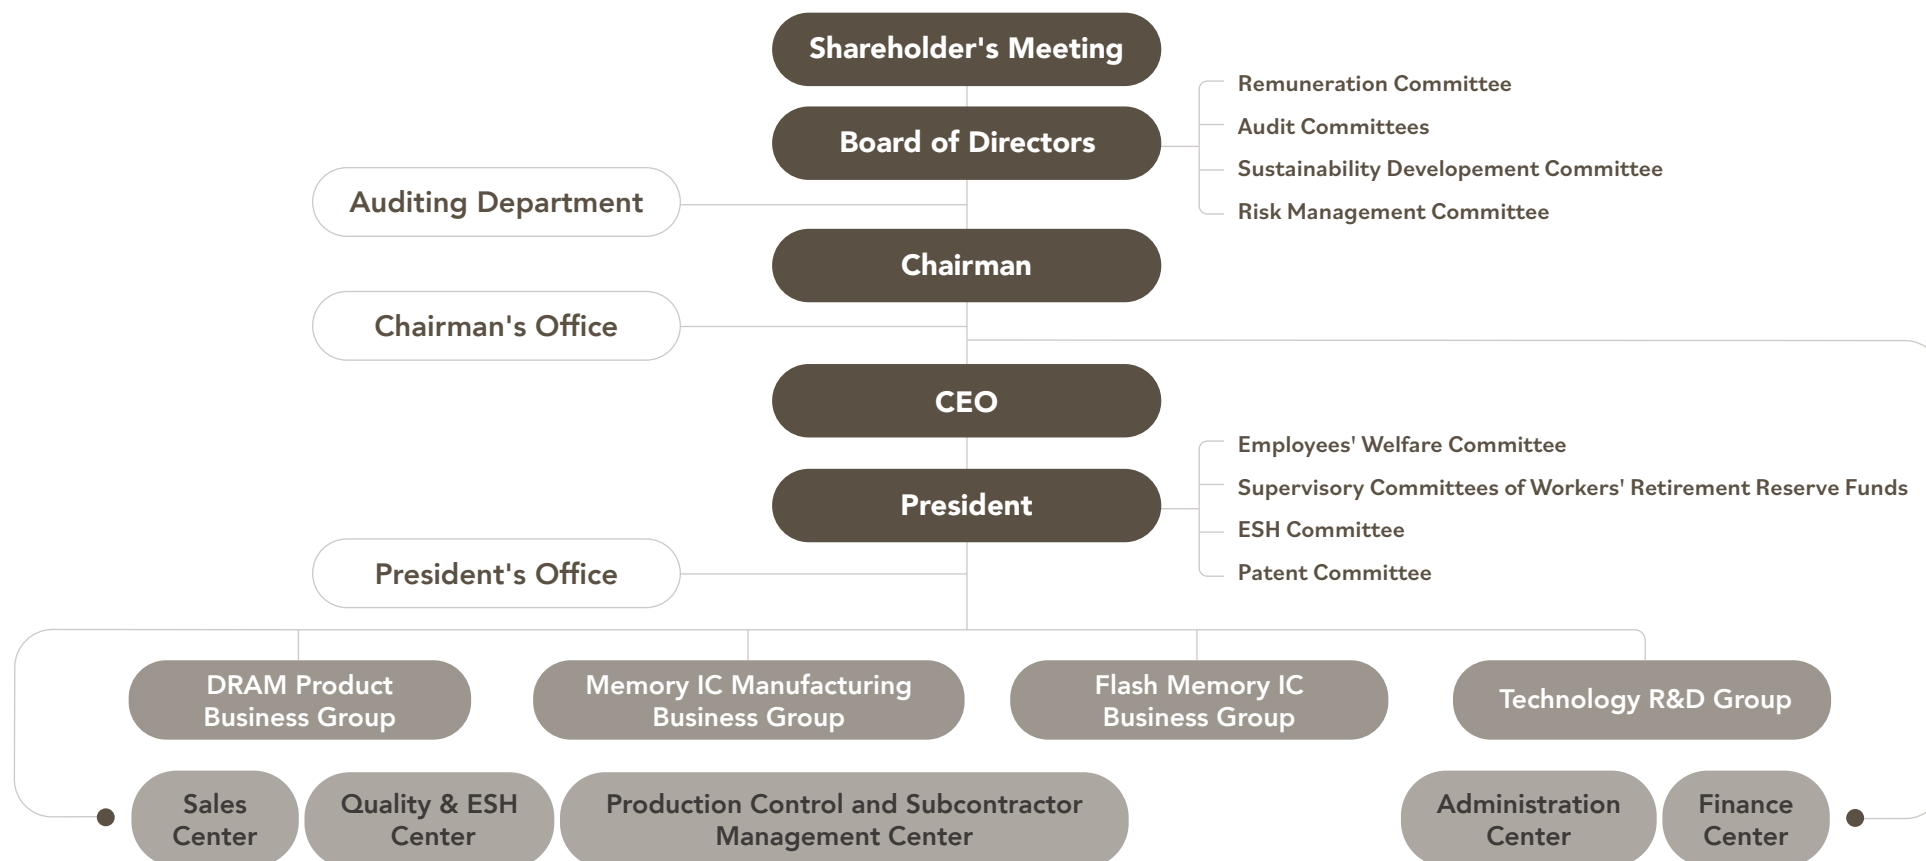 Shareholder's Meeting
Remuneration Committee
Board of Directors
Audit Committees
Sustainability Developement Committee
Auditing Department
Risk Management Committee
Chairman
Chairman's Office
CEO
Employees' Welfare Committee
Supervisory Committees of Workers' Retirement Reserve Funds
President
ESH Committee
President's Office
Patent Committee
DRAM Product
Business Group
Memory IC Manufacturing
Business Group
Flash Memory IC
Business Group
Technology R&D Group
Sales
Center
Quality & ESH
Center
Production Control and Subcontractor
Management Center
Administration
Center
Finance
Center